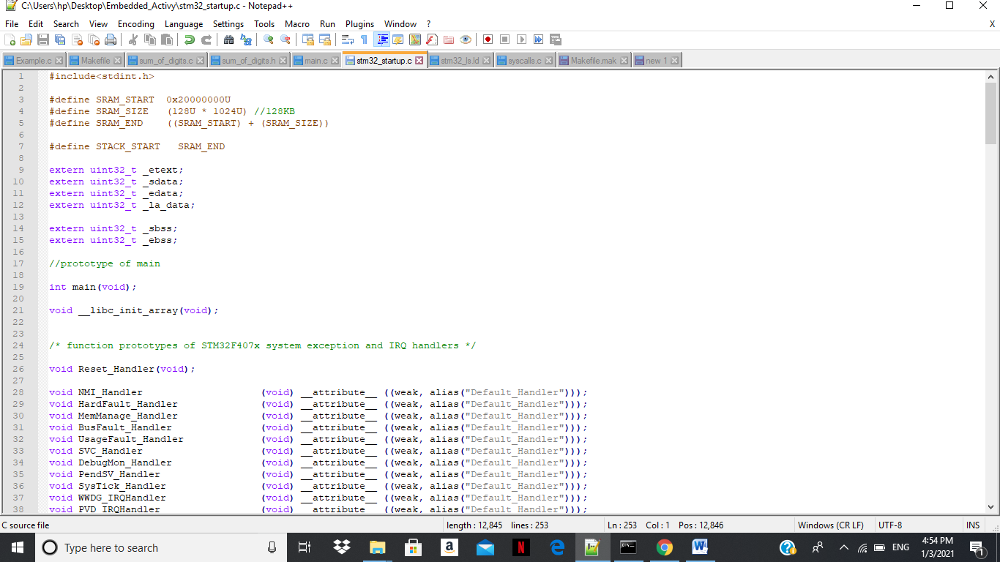 C:\Users\hp\Desktop\Embedded_Activy\stm32_startup.c - Notepad++
File Edit Search View Encoding Language Settings Tools Macro Run Plugins Window ? X
Example.c Makefile sum_of_digits.c sum_of_digits.h main.c stm32_startup.c stm32_ls.ld syscalls.c Makefile.mak new 1
1 #include<stdint.h>
2
3 #define SRAM_START 0x20000000U
4 #define SRAM_SIZE (128U * 1024U) //128KB
5 #define SRAM_END ((SRAM_START) + (SRAM_SIZE))
6
7 #define STACK_START SRAM_END
8
9 extern uint32_t _etext;
10 extern uint32_t _sdata;
11 extern uint32_t _edata;
12 extern uint32_t _la_data;
13
14 extern uint32_t _sbss;
15 extern uint32_t _ebss;
16
17 //prototype of main
18
19 int main(void);
20
21 void __libc_init_array(void);
22
23
24 /* function prototypes of STM32F407x system exception and IRQ handlers */
25
26 void Reset_Handler(void);
27
28 void NMI_Handler (void) __attribute__ ((weak, alias("Default_Handler")));
29 void HardFault_Handler (void) __attribute__ ((weak, alias("Default_Handler")));
30 void MemManage_Handler (void) __attribute__ ((weak, alias("Default_Handler")));
31 void BusFault_Handler (void) __attribute__ ((weak, alias("Default_Handler")));
32 void UsageFault_Handler (void) __attribute__ ((weak, alias("Default_Handler")));
33 void SVC_Handler (void) __attribute__ ((weak, alias("Default_Handler")));
34 void DebugMon_Handler (void) __attribute__ ((weak, alias("Default_Handler")));
35 void PendSV_Handler (void) __attribute__ ((weak, alias("Default_Handler")));
36 void SysTick_Handler (void) __attribute__ ((weak, alias("Default_Handler")));
37 void WWDG_IRQHandler (void) __attribute__ ((weak, alias("Default_Handler")));
38 void PVD_IRQHandler (void) __attribute__ ((weak, alias("Default_Handler")));
C source file length : 12,845 lines : 253 Ln : 253 Col : 1 Pos : 12,846 Windows (CR LF) UTF-8 INS
Type here to search ENG 4:54 PM
1/3/2021 1